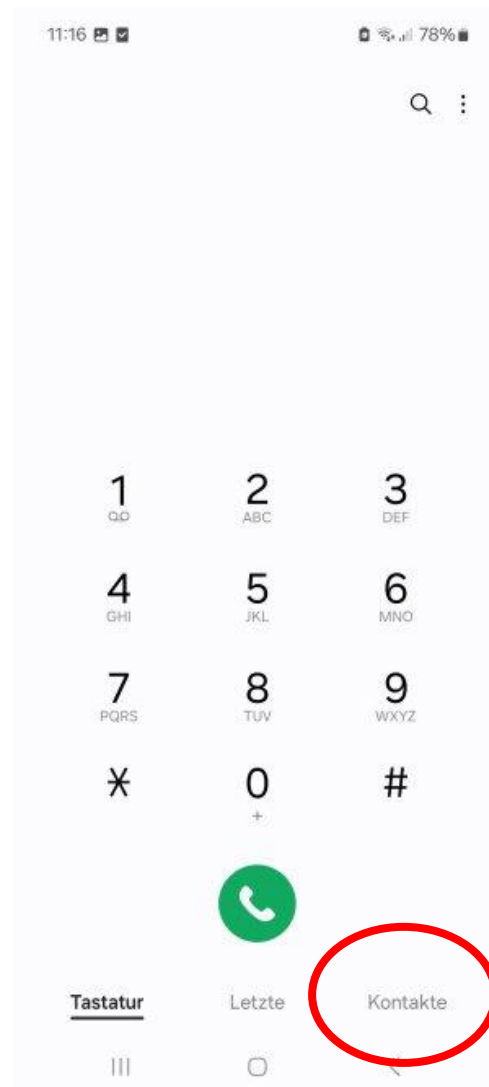 11:16 78%
1 2 3
ABC DEF
4 5 6
GHI JKL MNO
7 8 9
PQRS TUV WXYZ
* 0 #
+
Tastatur Letzte Kontakte